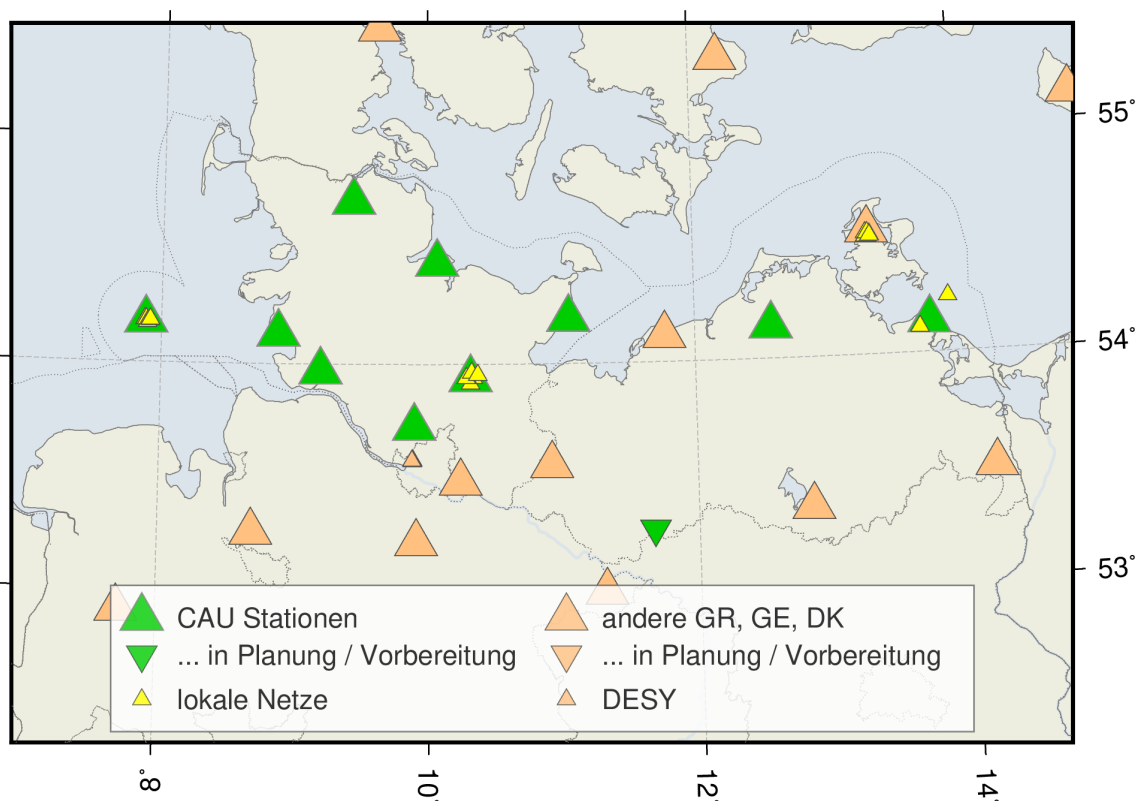 55°
54°
53°
CAU Stationen
andere GR, GE, DK
... in Planung / Vorbereitung
... in Planung / Vorbereitung
lokale Netze
DESY
8°
10°
12°
14°